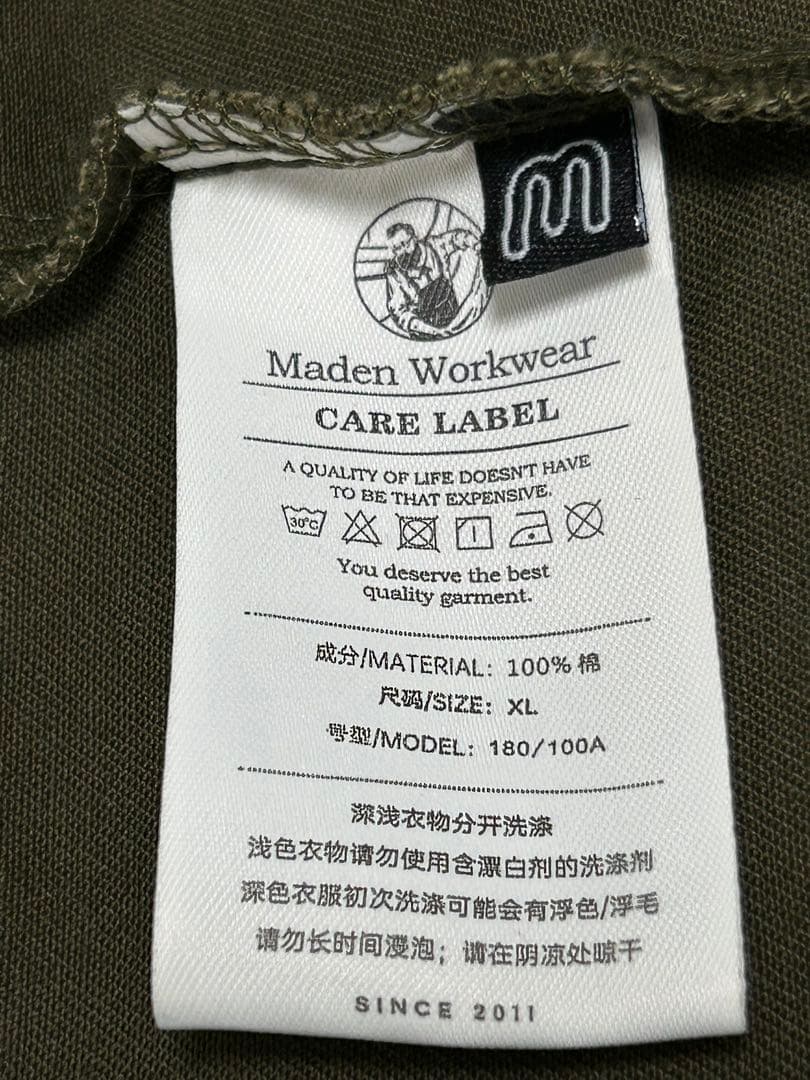 m
Maden Workwear
CARE LABEL
A QUALITY OF LIFE DOESN'T HAVE
TO BE THAT EXPENSIVE.
30°C
You deserve the best
quality garment.
成分/MATERIAL: 100% 棉
尺码/SIZE: XL
号型/MODEL: 180/100A
深浅衣物分开洗涤
浅色衣物请勿使用含漂白剂的洗涤剂
深色衣服初次洗涤可能会有浮色/浮毛
请勿长时间浸泡；请在阴凉处晾干
SINCE 2011